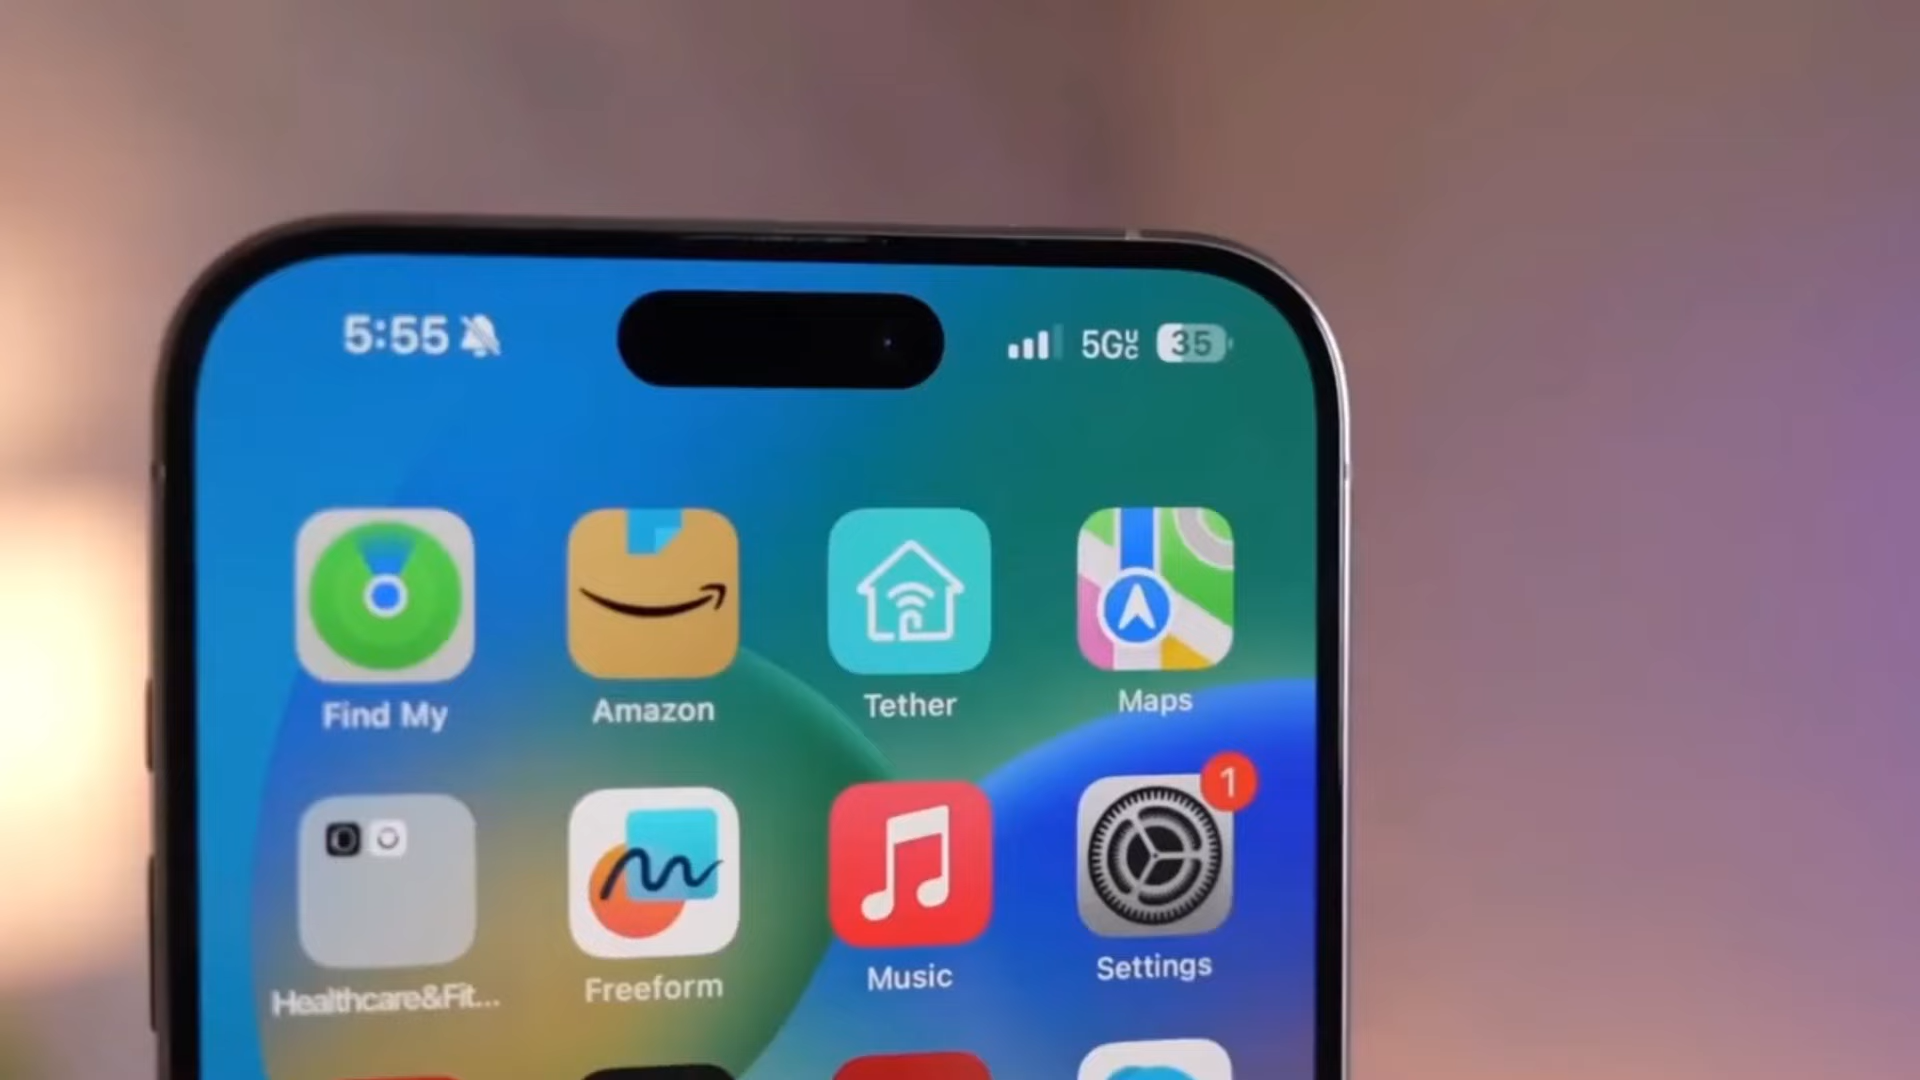 5:55
5G UC 35
Find My
Amazon
Tether
Maps
1
Healthcare&Fit...
Freeform
Music
Settings